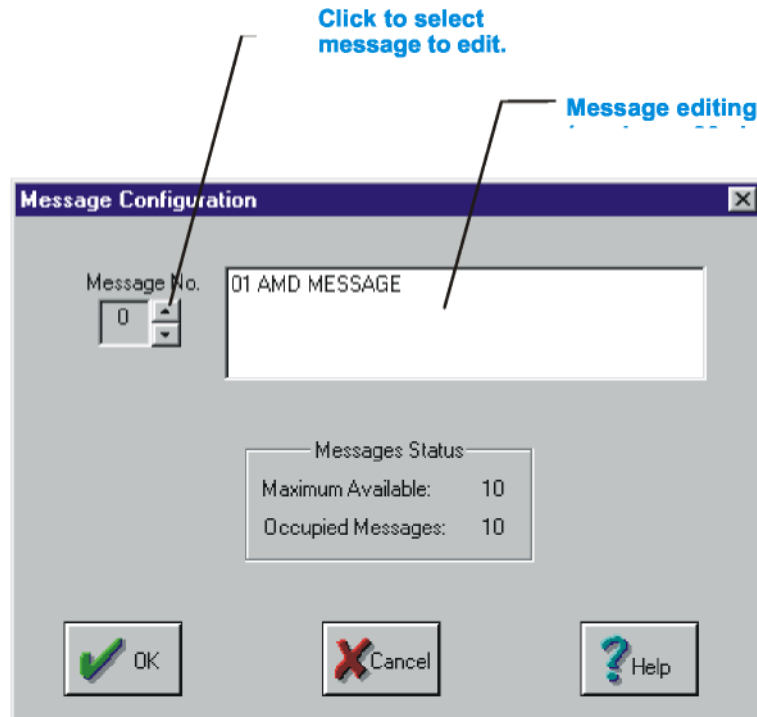 Click to select
message to edit.
Message editing
Message Configuration
Message No.
0
01 AMD MESSAGE
Messages Status
Maximum Available: 10
Occupied Messages: 10
OK
Cancel
Help